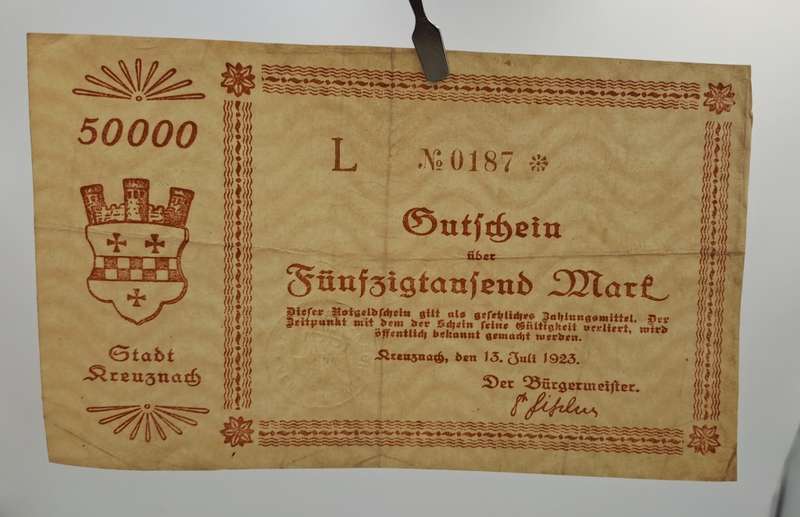 50000
Stadt
Kreuznach
L № 0187 *
Gutschein
über
Fünfzigtausend Mark
Dieser Notgeldschein gilt als gesetzliches Zahlungsmittel. Der
Zeitpunkt mit dem der Schein seine Gültigkeit verliert, wird
öffentlich bekannt gemacht werden.
Kreuznach, den 13. Juli 1923.
Der Bürgermeister.